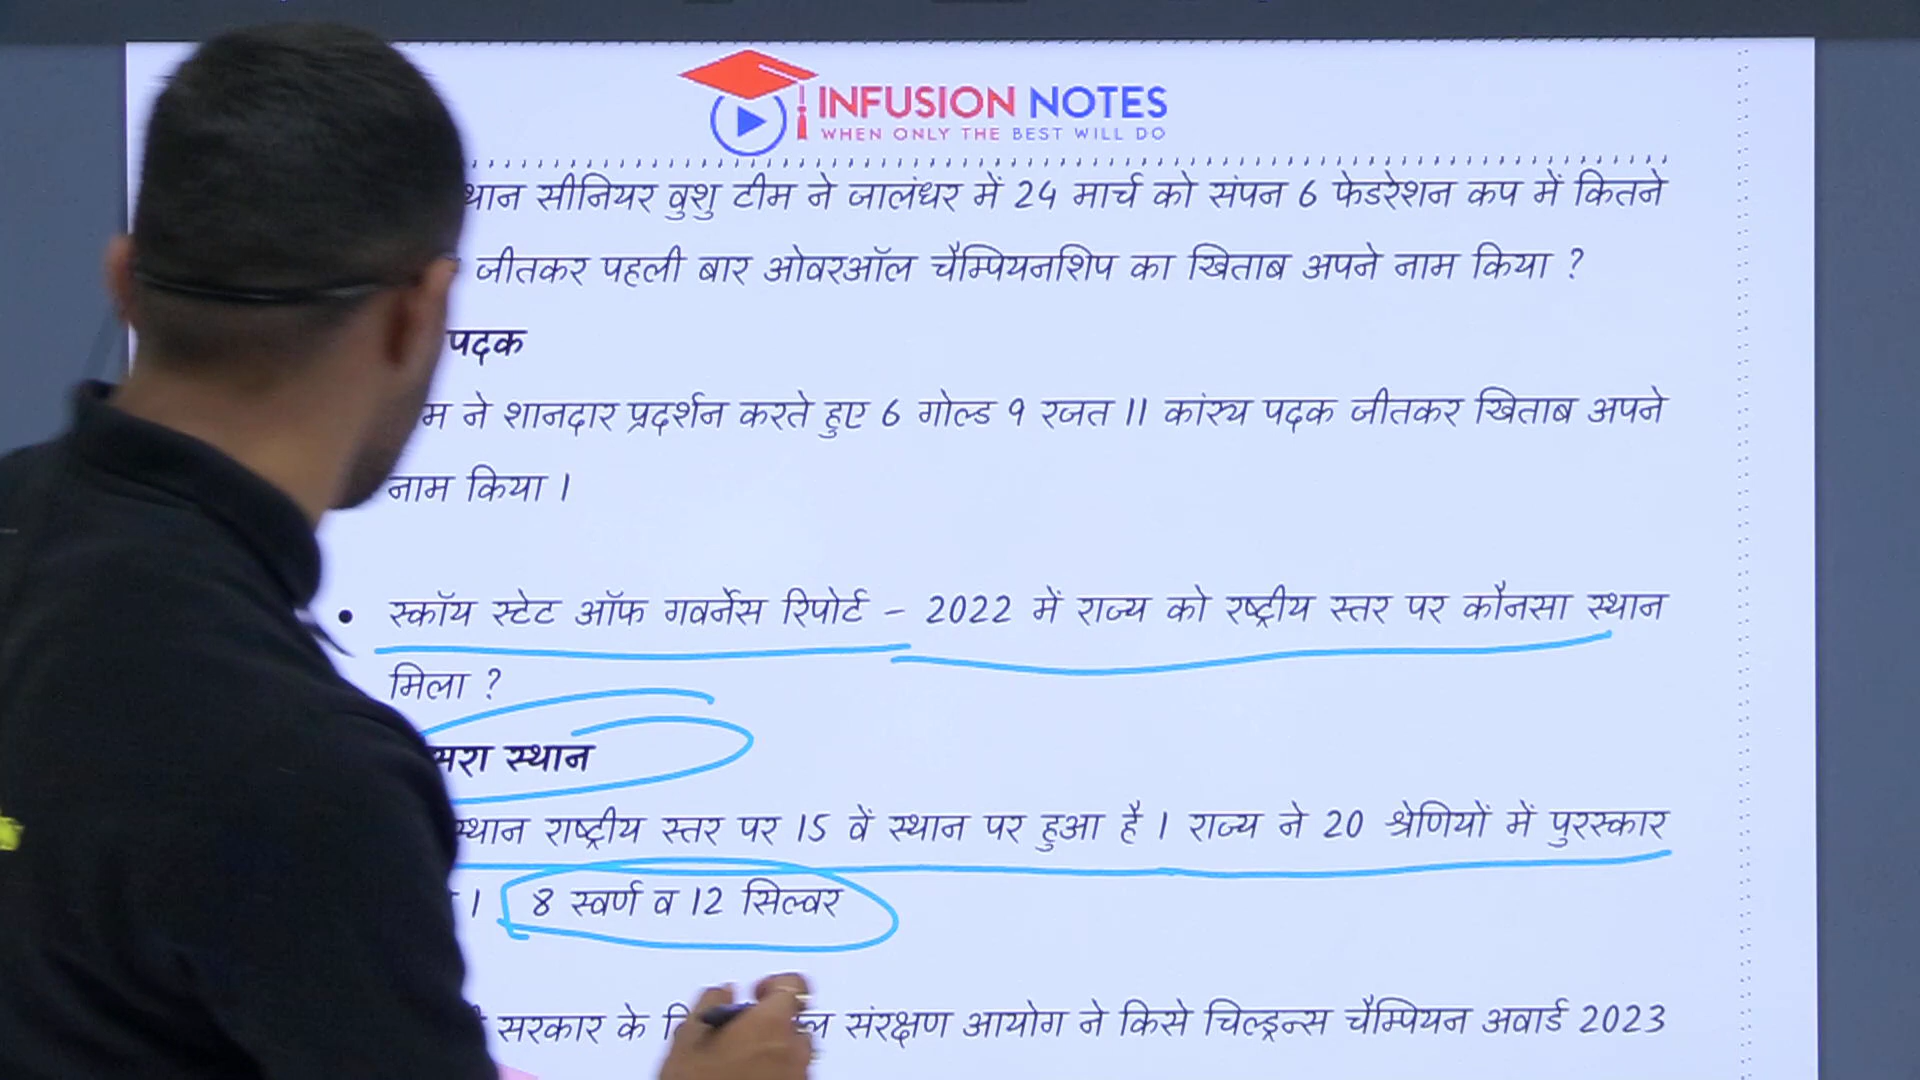 INFUSION NOTES
WHEN ONLY THE BEST WILL DO
सीनियर वुशु टीम ने जालंधर में 24 मार्च को संपन 6 फेडरेशन कप में कितने
जीतकर पहली बार ओवरऑल चैम्पियनशिप का खिताब अपने नाम किया ?
पदक
ने शानदार प्रदर्शन करते हुए 6 गोल्ड 9 रजत 11 कांस्य पदक जीतकर खिताब अपने
नाम किया ।
• स्कॉय स्टेट ऑफ गवर्नेस रिपोर्ट – 2022 में राज्य को रष्ट्रीय स्तर पर कौनसा स्थान
मिला ?
स्थान
राष्ट्रीय स्तर पर 15 वें स्थान पर हुआ है । राज्य ने 20 श्रेणियों में पुरस्कार
। 8 स्वर्ण व 12 सिल्वर
सरकार के संरक्षण आयोग ने किसे चिल्ड्रन्स चैम्पियन अवार्ड 2023